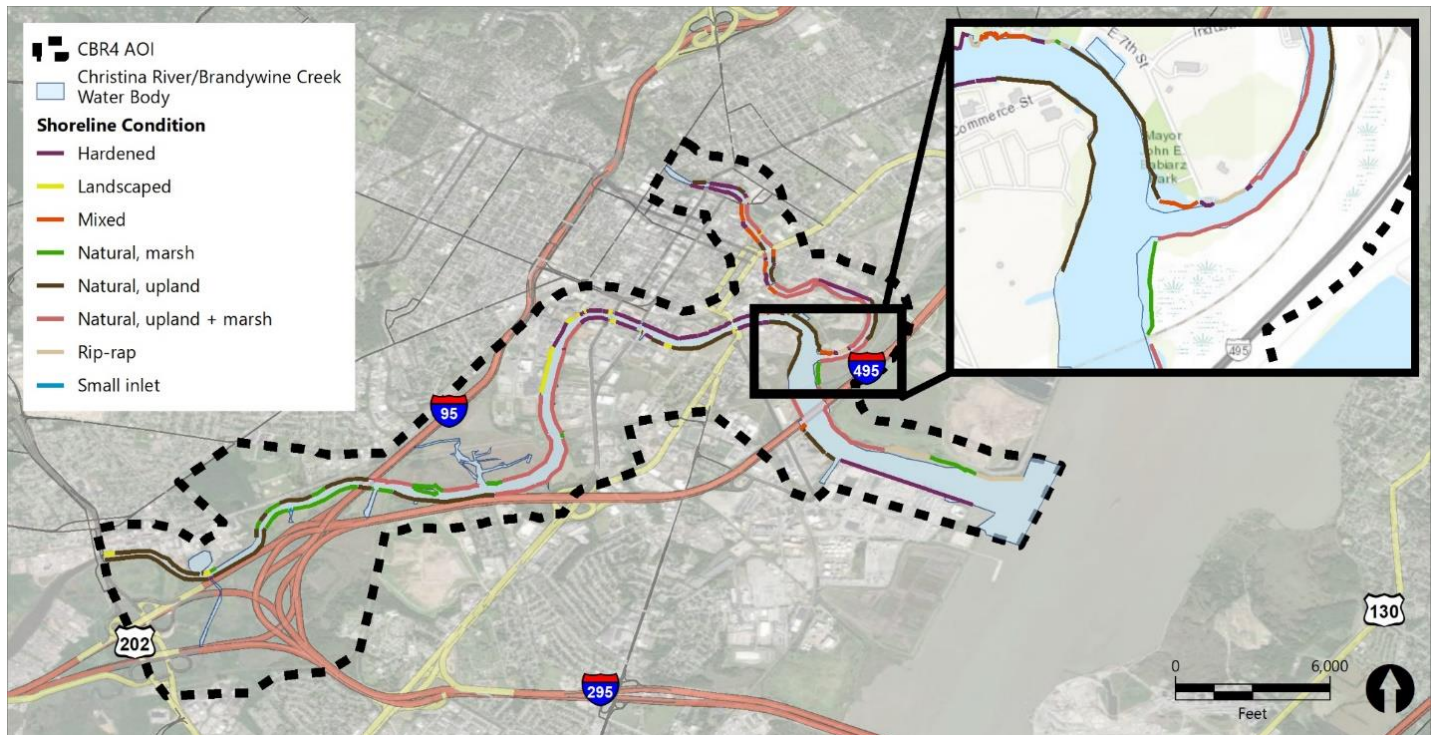 CBR4 AOI
Christina River/Brandywine Creek
Water Body
Shoreline Condition
Hardened
Landscaped
Mixed
Natural, marsh
Natural, upland
Natural, upland + marsh
Rip-rap
Small inlet
E 7th St
Commerce St
Mayor
John E.
Babiarz
Park
495
495
95
202
295
130
0
6,000
Feet